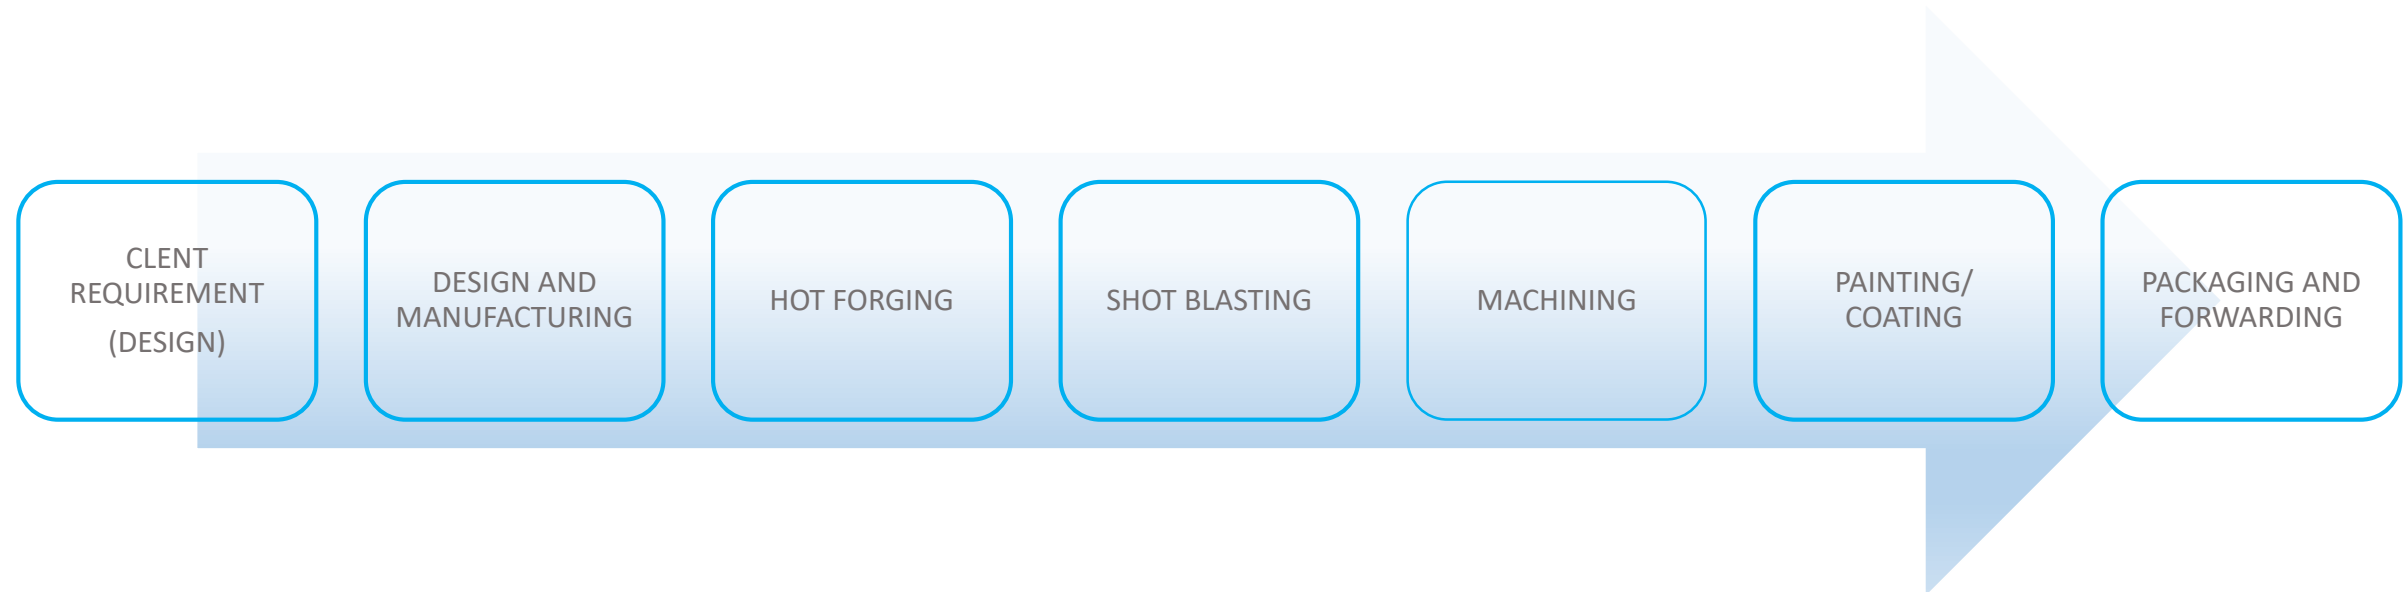 CLENT
REQUIREMENT
(DESIGN)
DESIGN AND
MANUFACTURING
HOT FORGING
SHOT BLASTING
MACHINING
PAINTING/
COATING
PACKAGING AND
FORWARDING